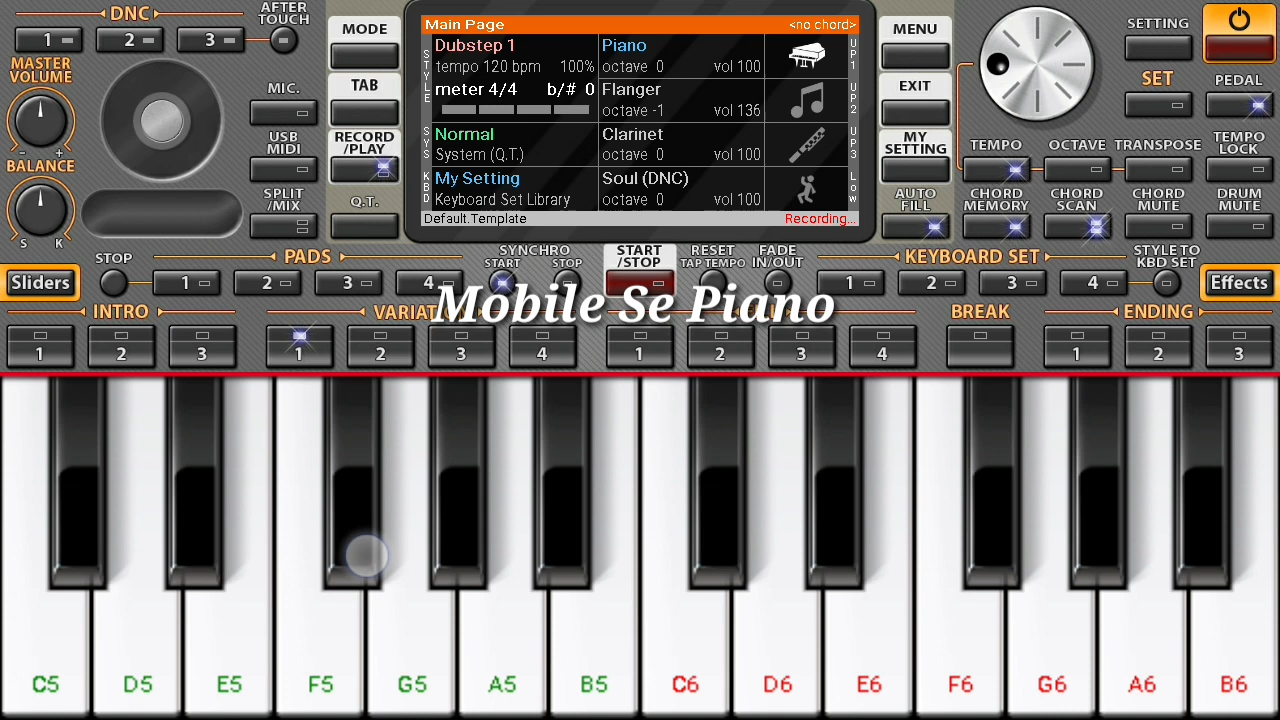 DNC
AFTER
TOUCH
1
2
3
MASTER
VOLUME
BALANCE
S
K
MIC.
USB
MIDI
SPLIT
/MIX
MODE
TAB
RECORD
/PLAY
Q.T.
Main Page
<no chord>
STYLE
Dubstep 1
tempo 120 bpm 100%
meter 4/4 b/# 0
SYS
Normal
System (Q.T.)
KBD
My Setting
Keyboard Set Library
Piano
octave 0 vol 100
UP1
Flanger
octave -1 vol 136
UP2
Clarinet
octave 0 vol 100
UP3
Soul (DNC)
octave 0 vol 100
Low
Default.Template
Recording...
MENU
EXIT
MY
SETTING
AUTO
FILL
SETTING
SET
PEDAL
TEMPO
OCTAVE
TRANSPOSE
TEMPO
LOCK
CHORD
MEMORY
CHORD
SCAN
CHORD
MUTE
DRUM
MUTE
Sliders
STOP
PADS
1
2
3
4
SYNCHRO
START
STOP
START
/STOP
RESET
TAP TEMPO
FADE
IN/OUT
KEYBOARD SET
1
2
3
4
STYLE TO
KBD SET
Effects
Mobile Se Piano
INTRO
1
2
3
1
2
3
4
1
2
3
4
BREAK
ENDING
1
2
3
C5
D5
E5
F5
G5
A5
B5
C6
D6
E6
F6
G6
A6
B6